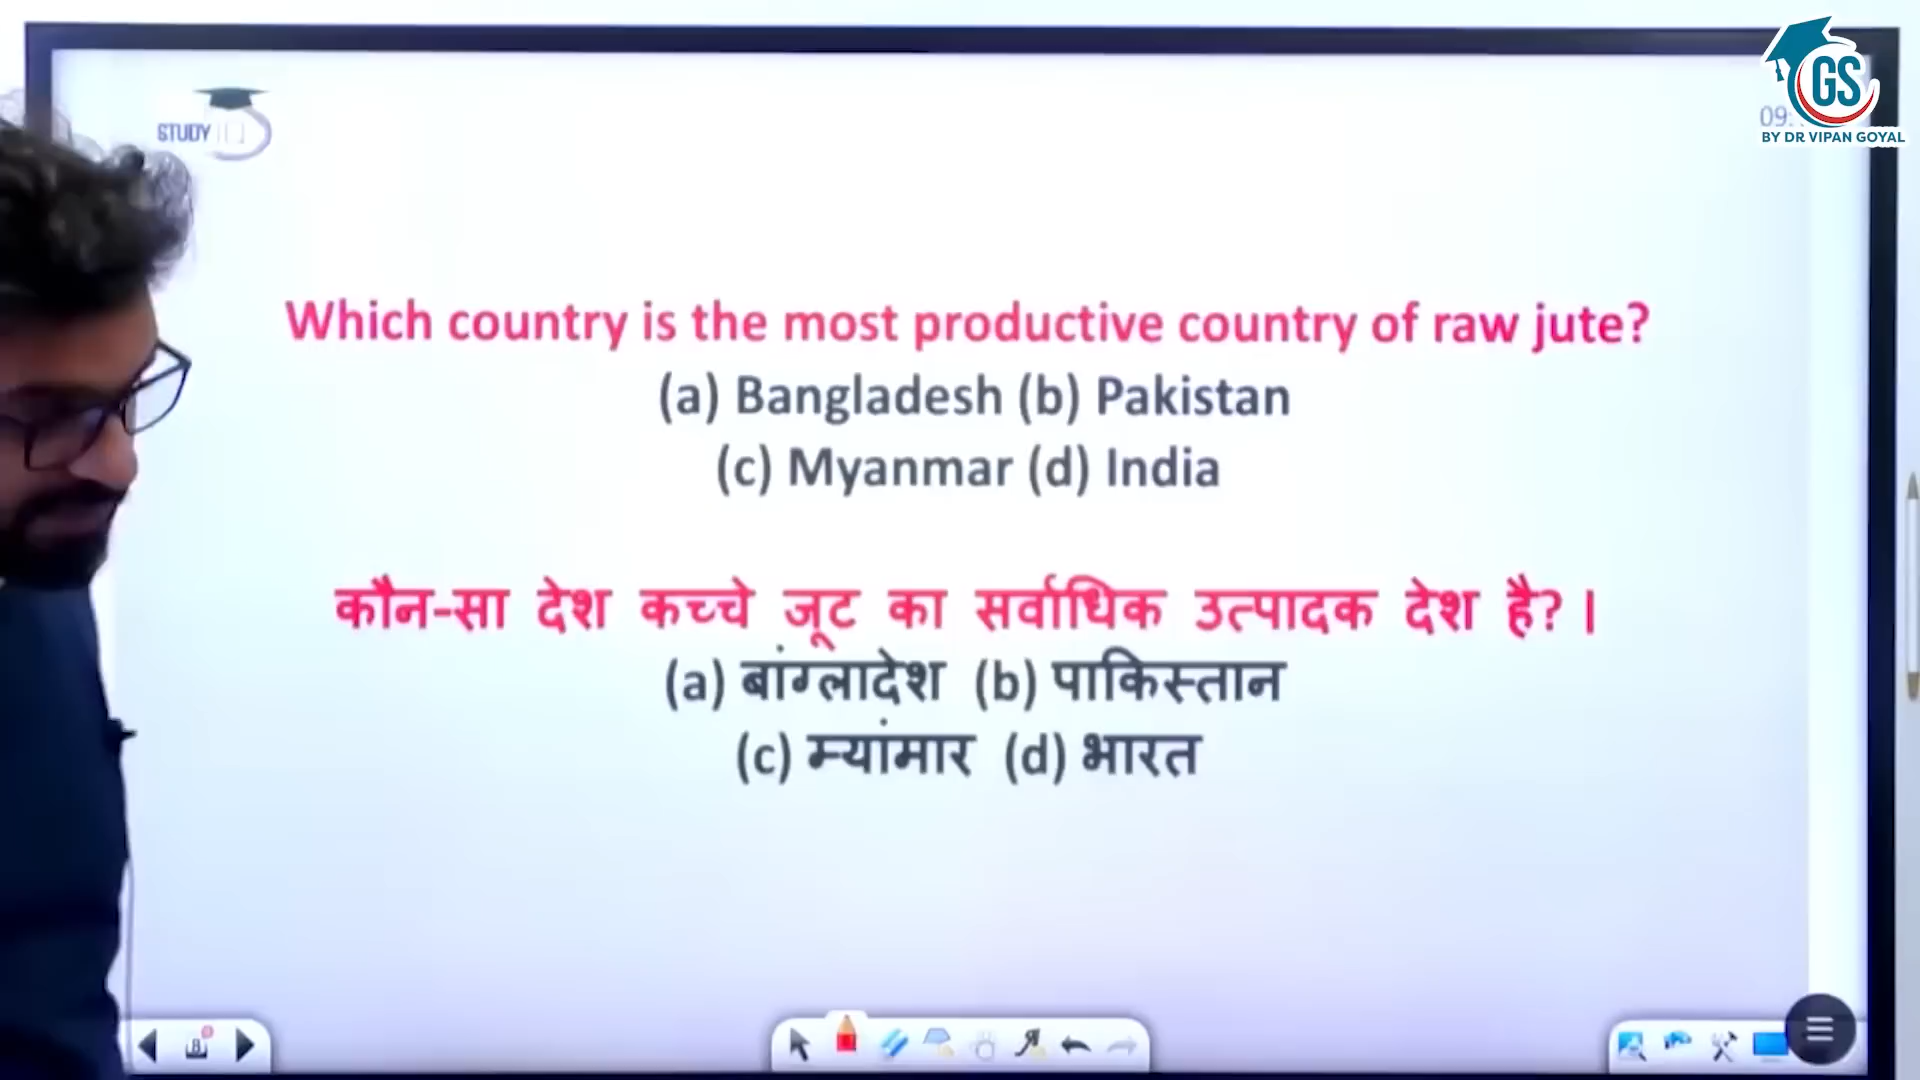 STUDY
GS
09:
BY DR VIPAN GOYAL
Which country is the most productive country of raw jute?
(a) Bangladesh (b) Pakistan
(c) Myanmar (d) India
कौन-सा देश कच्चे जूट का सर्वाधिक उत्पादक देश है? ।
(a) बांग्लादेश (b) पाकिस्तान
(c) म्यांमार (d) भारत